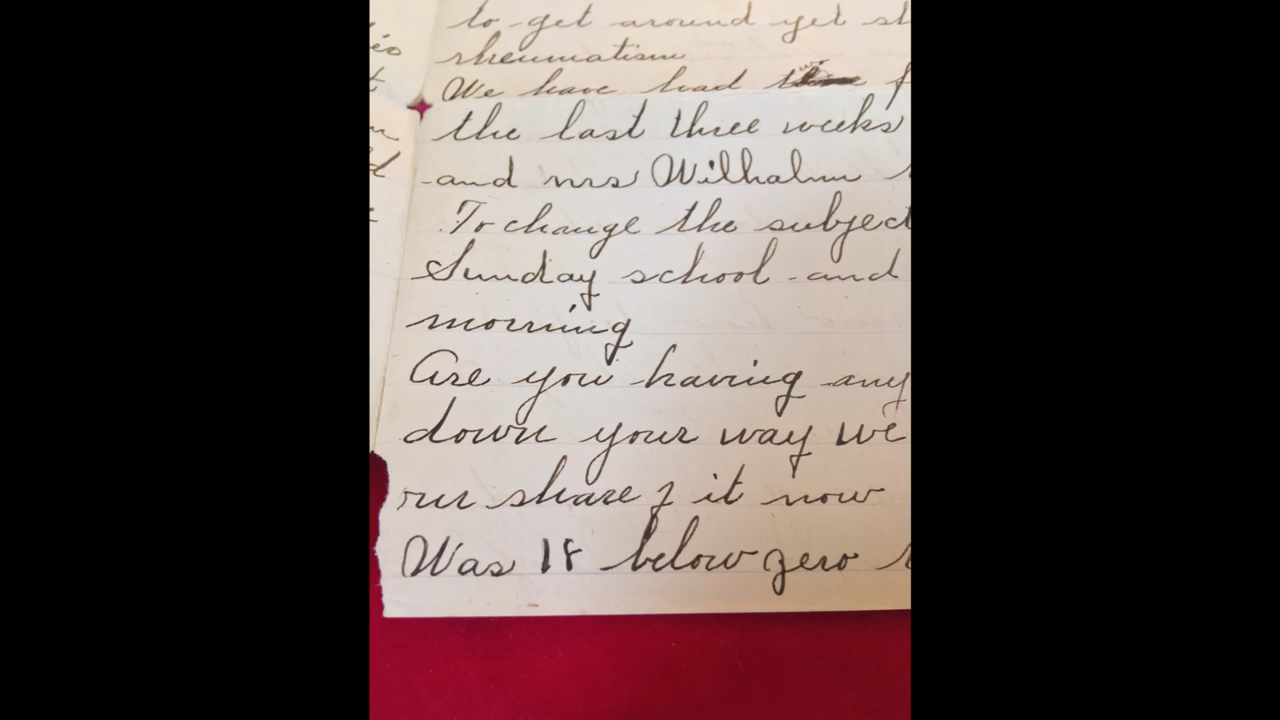 to get around yet
rheumatism
We have had
the last three weeks
and mrs Wilhalm
To change the subject
Sunday school and
morning
Are you having any
down your way we
our share of it now
Was 18 below zero